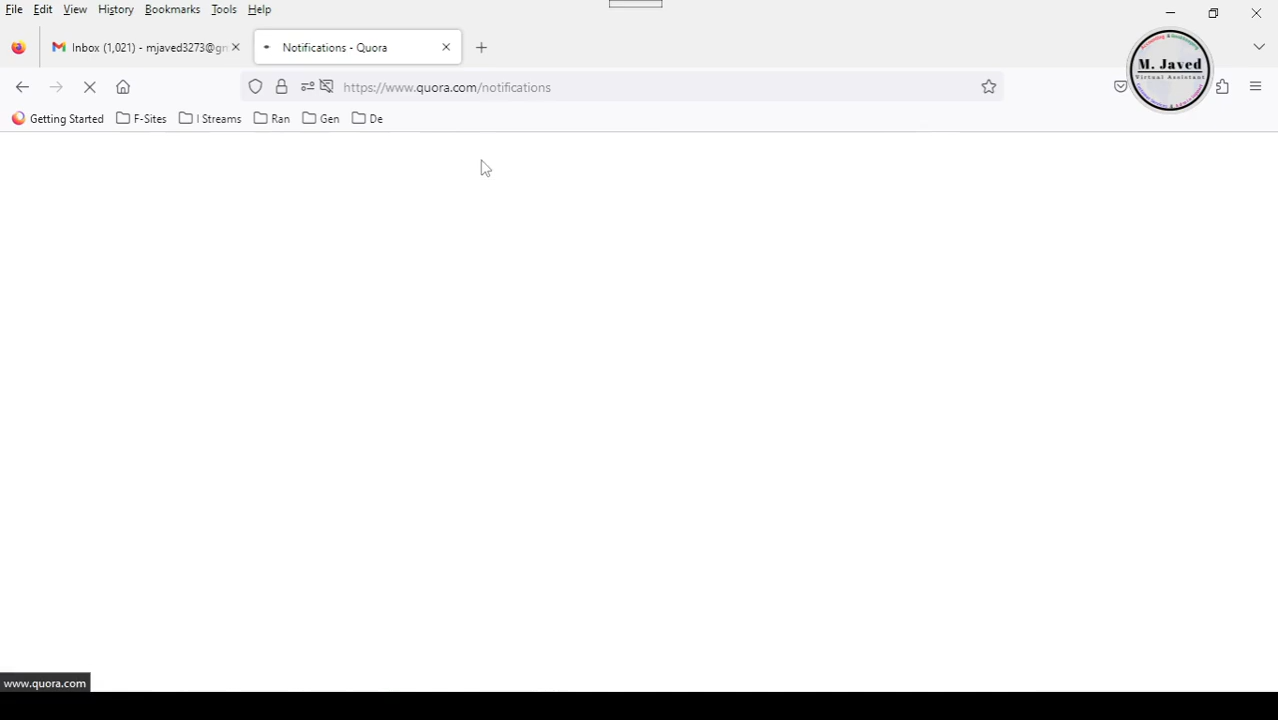 File Edit View History Bookmarks Tools Help
Inbox (1,021) - mjaved3273@gm
Notifications - Quora
https://www.quora.com/notifications
M. Javed
Virtual Assistant
Getting Started F-Sites I Streams Ran Gen De
www.quora.com